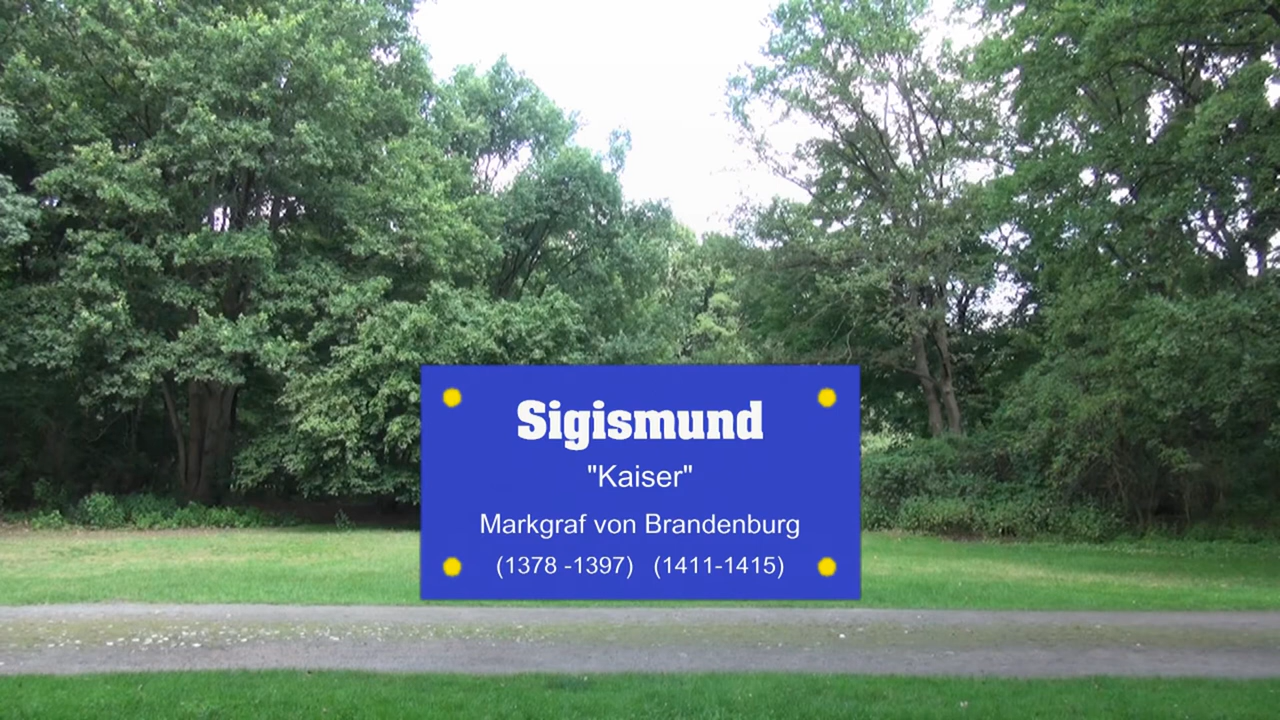 Sigismund
"Kaiser"
Markgraf von Brandenburg
(1378 -1397) (1411-1415)